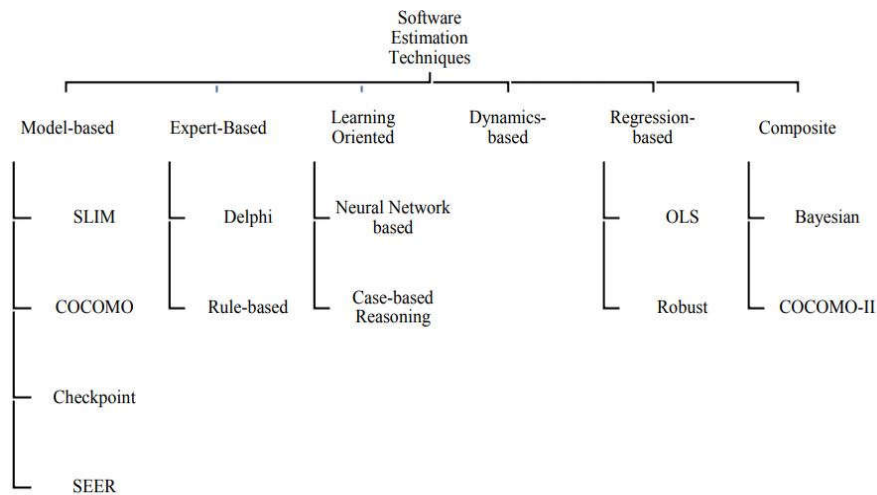 Software
Estimation
Techniques
Model-based
Expert-Based
Learning
Oriented
Dynamics-
based
Regression-
based
Composite
SLIM
Delphi
Neural Network
based
OLS
Bayesian
COCOMO
Rule-based
Case-based
Reasoning
Robust
COCOMO-II
Checkpoint
SEER